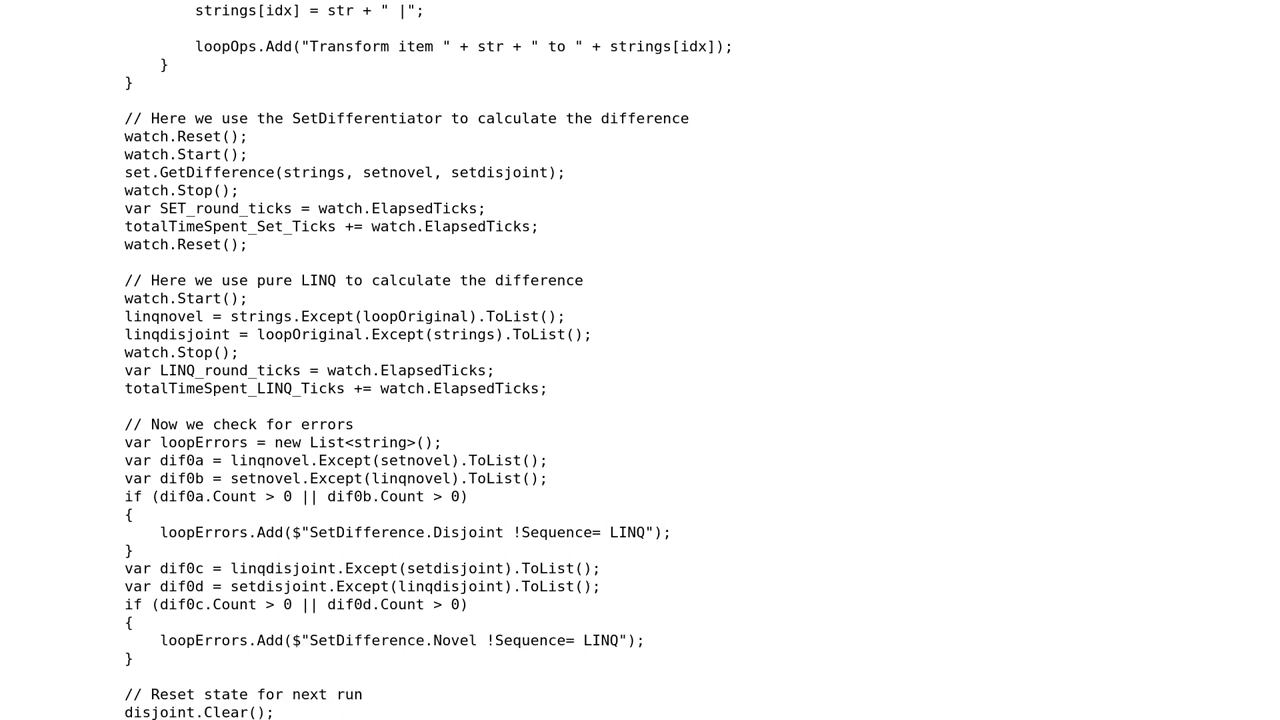 strings[idx] = str + " |";
loopOps.Add("Transform item " + str + " to " + strings[idx]);
}
}
// Here we use the SetDifferentiator to calculate the difference
watch.Reset();
watch.Start();
set.GetDifference(strings, setnovel, setdisjoint);
watch.Stop();
var SET_round_ticks = watch.ElapsedTicks;
totalTimeSpent_Set_Ticks += watch.ElapsedTicks;
watch.Reset();
// Here we use pure LINQ to calculate the difference
watch.Start();
linqnovel = strings.Except(loopOriginal).ToList();
linqdisjoint = loopOriginal.Except(strings).ToList();
watch.Stop();
var LINQ_round_ticks = watch.ElapsedTicks;
totalTimeSpent_LINQ_Ticks += watch.ElapsedTicks;
// Now we check for errors
var loopErrors = new List<string>();
var dif0a = linqnovel.Except(setnovel).ToList();
var dif0b = setnovel.Except(linqnovel).ToList();
if (dif0a.Count > 0 || dif0b.Count > 0)
{
loopErrors.Add($"SetDifference.Disjoint !Sequence= LINQ");
}
var dif0c = linqdisjoint.Except(setdisjoint).ToList();
var dif0d = setdisjoint.Except(linqdisjoint).ToList();
if (dif0c.Count > 0 || dif0d.Count > 0)
{
loopErrors.Add($"SetDifference.Novel !Sequence= LINQ");
}
// Reset state for next run
disjoint.Clear();